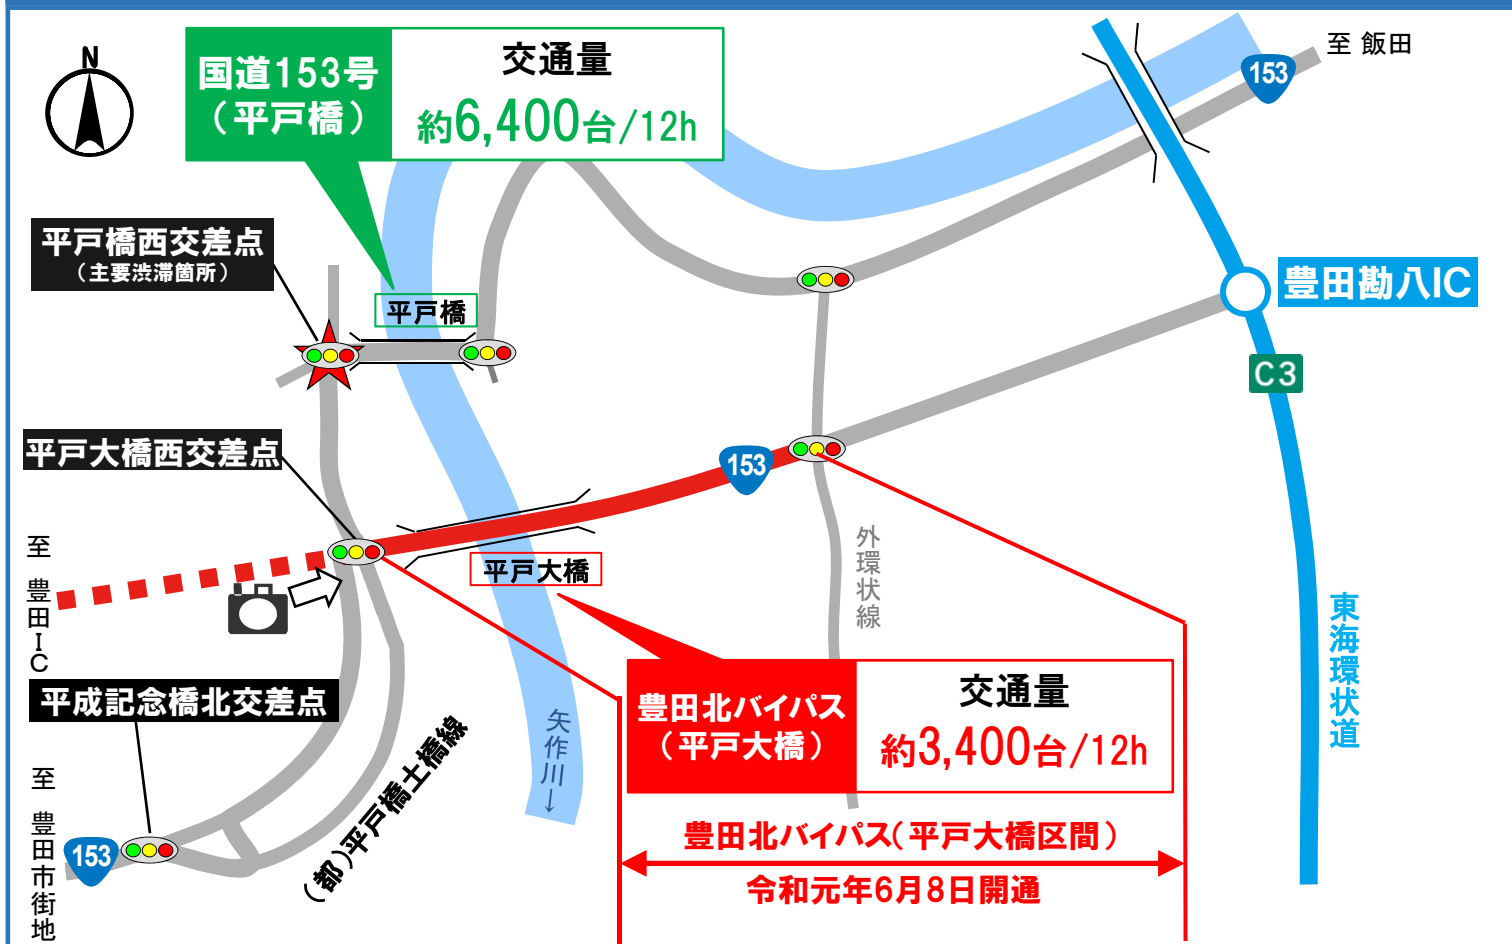 N
国道153号
（平戸橋）
交通量
約6,400台/12h
至 飯田
153
平戸橋西交差点
（主要渋滞箇所）
平戸橋
豊田勘八IC
C3
平戸大橋西交差点
153
平戸大橋
外環状線
至 豊田IC
東海環状道
平成記念橋北交差点
豊田北バイパス
（平戸大橋）
交通量
約3,400台/12h
矢作川→
（都）平戸橋土橋線
至 豊田市街地
153
豊田北バイパス（平戸大橋区間）
令和元年6月8日開通